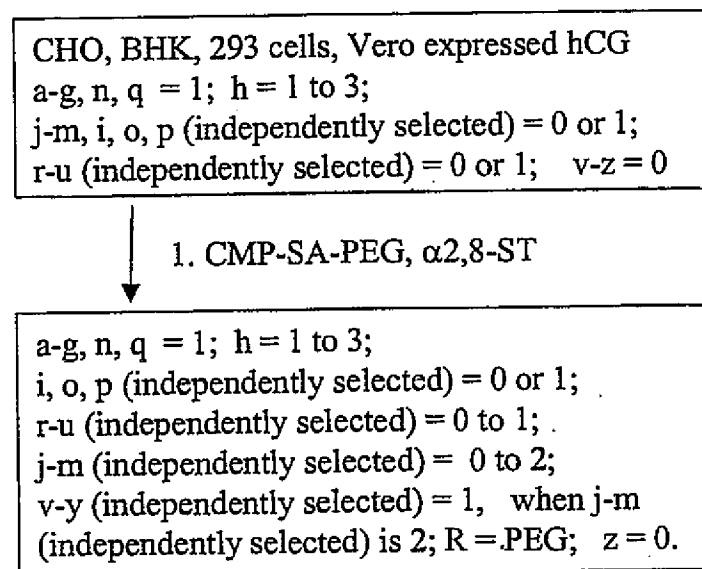 CHO, BHK, 293 cells, Vero expressed hCG
a-g, n, q = 1; h = 1 to 3;
j-m, i, o, p (independently selected) = 0 or 1;
r-u (independently selected) = 0 or 1; v-z = 0
1. CMP-SA-PEG, α2,8-ST
a-g, n, q = 1; h = 1 to 3;
i, o, p (independently selected) = 0 or 1;
r-u (independently selected) = 0 to 1;
j-m (independently selected) = 0 to 2;
v-y (independently selected) = 1, when j-m
(independently selected) is 2; R = PEG; z = 0.